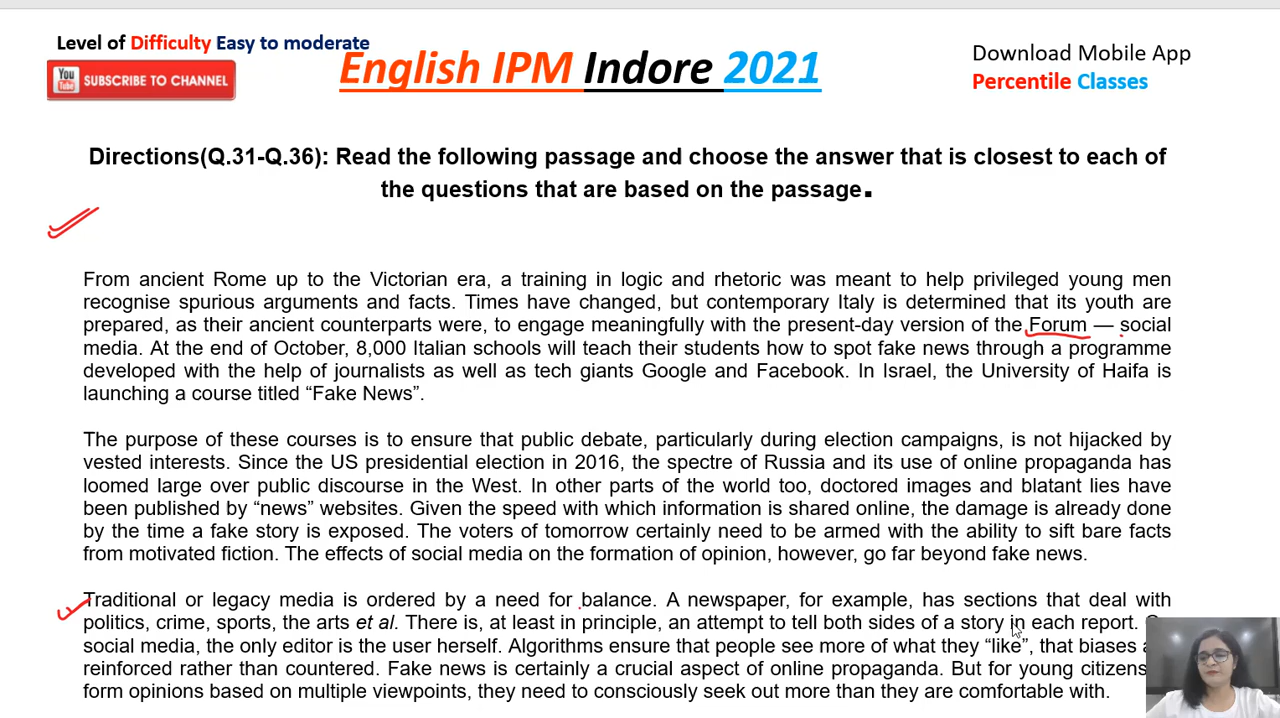 Level of Difficulty Easy to moderate
You Tube SUBSCRIBE TO CHANNEL
English IPM Indore 2021
Download Mobile App
Percentile Classes
Directions(Q.31-Q.36): Read the following passage and choose the answer that is closest to each of
the questions that are based on the passage.
From ancient Rome up to the Victorian era, a training in logic and rhetoric was meant to help privileged young men
recognise spurious arguments and facts. Times have changed, but contemporary Italy is determined that its youth are
prepared, as their ancient counterparts were, to engage meaningfully with the present-day version of the Forum — social
media. At the end of October, 8,000 Italian schools will teach their students how to spot fake news through a programme
developed with the help of journalists as well as tech giants Google and Facebook. In Israel, the University of Haifa is
launching a course titled “Fake News”.
The purpose of these courses is to ensure that public debate, particularly during election campaigns, is not hijacked by
vested interests. Since the US presidential election in 2016, the spectre of Russia and its use of online propaganda has
loomed large over public discourse in the West. In other parts of the world too, doctored images and blatant lies have
been published by “news” websites. Given the speed with which information is shared online, the damage is already done
by the time a fake story is exposed. The voters of tomorrow certainly need to be armed with the ability to sift bare facts
from motivated fiction. The effects of social media on the formation of opinion, however, go far beyond fake news.
Traditional or legacy media is ordered by a need for balance. A newspaper, for example, has sections that deal with
politics, crime, sports, the arts et al. There is, at least in principle, an attempt to tell both sides of a story in each report.
social media, the only editor is the user herself. Algorithms ensure that people see more of what they “like”, that biases
reinforced rather than countered. Fake news is certainly a crucial aspect of online propaganda. But for young citizens
form opinions based on multiple viewpoints, they need to consciously seek out more than they are comfortable with.